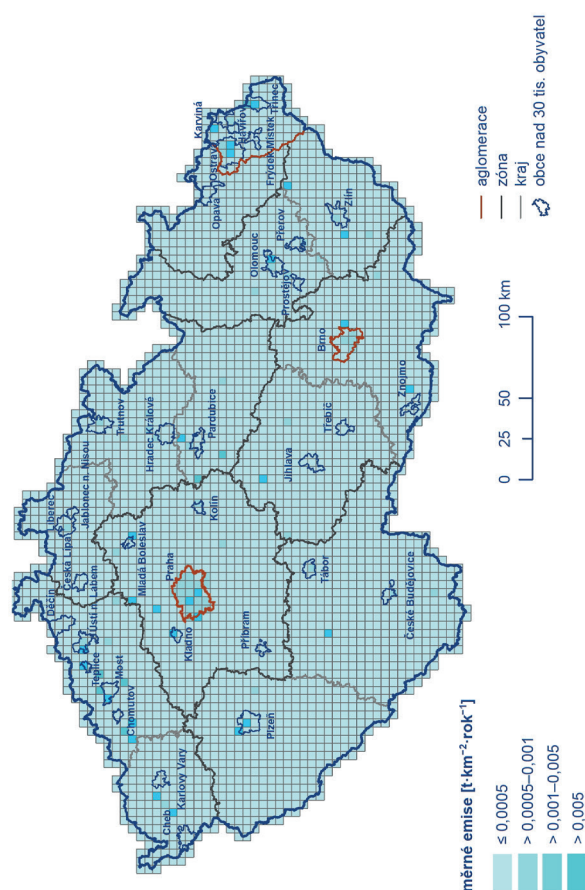 Děčín
Liberec
Ústí n. Labem
Česká Lípa
Jablonec n. Nisou
Teplice
Most
Trutnov
Chomutov
Mladá Boleslav
Hradec Králové
Cheb
Karlovy Vary
Praha
Kladno
Kolín
Pardubice
Karviná
Opava
Ostrava
Havířov
Třinec
Frýdek-Místek
Příbram
Plzeň
Olomouc
Přerov
Prostějov
Tábor
Jihlava
Třebíč
Brno
Zlín
České Budějovice
Znojmo
měrné emise [t·km⁻²·rok⁻¹]
≤ 0,0005
> 0,0005–0,001
> 0,001–0,005
> 0,005
0 25 50 100 km
aglomerace
zóna
kraj
obce nad 30 tis. obyvatel